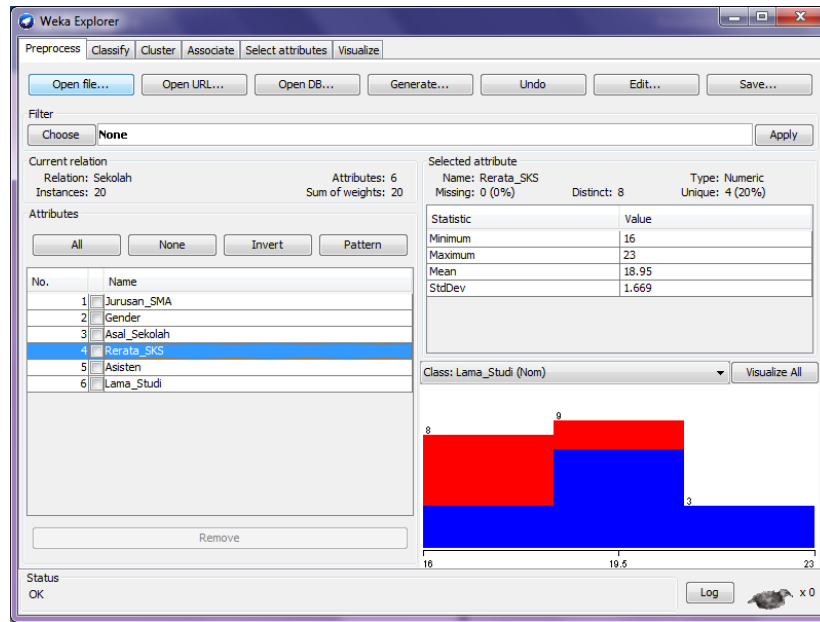 Weka Explorer
Preprocess Classify Cluster Associate Select attributes Visualize
Open file... Open URL... Open DB... Generate... Undo Edit... Save...
Filter
Choose None Apply
Current relation
Relation: Sekolah Attributes: 6
Instances: 20 Sum of weights: 20
Attributes
All None Invert Pattern
No. Name
1 Jurusan_SMA
2 Gender
3 Asal_Sekolah
4 Rerata_SKS
5 Asisten
6 Lama_Studi
Remove
Selected attribute
Name: Rerata_SKS Type: Numeric
Missing: 0 (0%) Distinct: 8 Unique: 4 (20%)
Statistic Value
Minimum 16
Maximum 23
Mean 18.95
StdDev 1.669
Class: Lama_Studi (Nom) Visualize All
8 9 3
16 19.5 23
Status
OK Log x 0